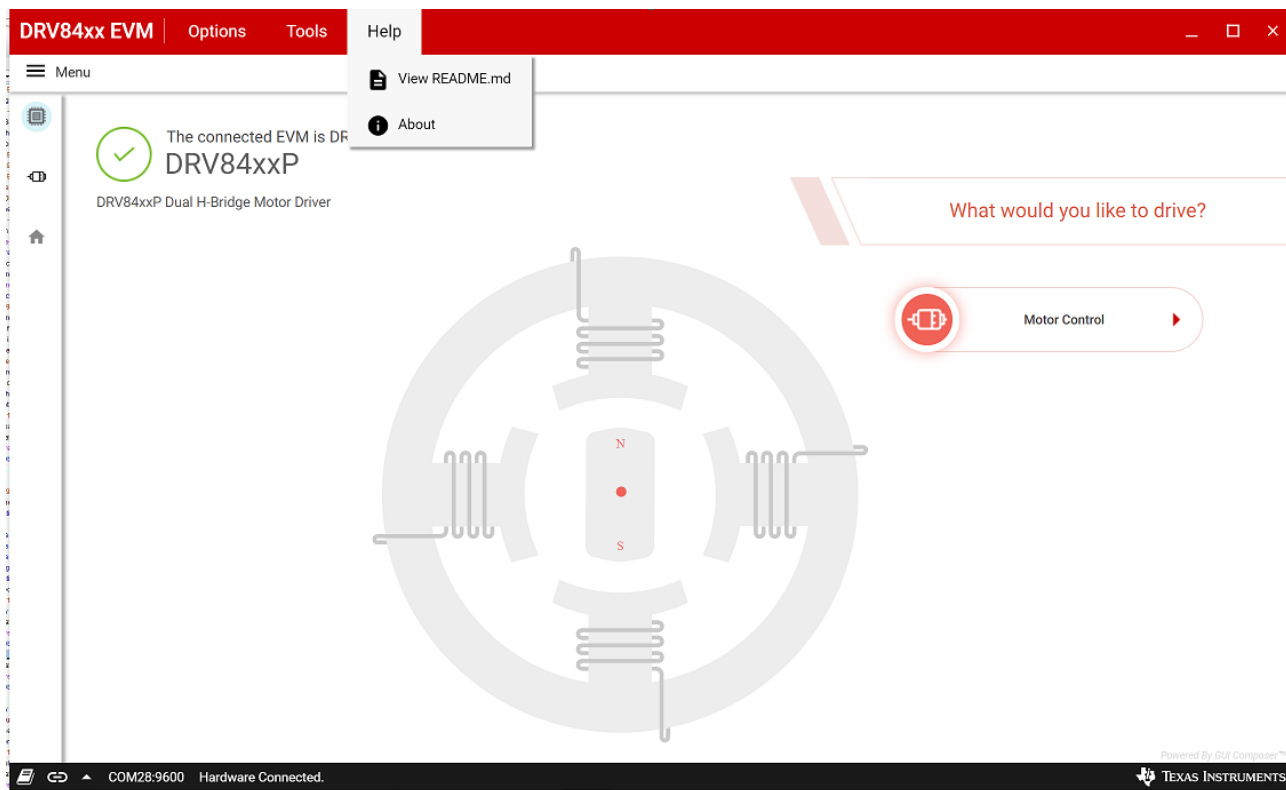 DRV84xx EVM Options Tools Help
Menu
View README.md
About
The connected EVM is DR
DRV84xxP
DRV84xxP Dual H-Bridge Motor Driver
What would you like to drive?
Motor Control
N
S
Powered By GUI Composer™
COM28:9600 Hardware Connected.
TEXAS INSTRUMENTS